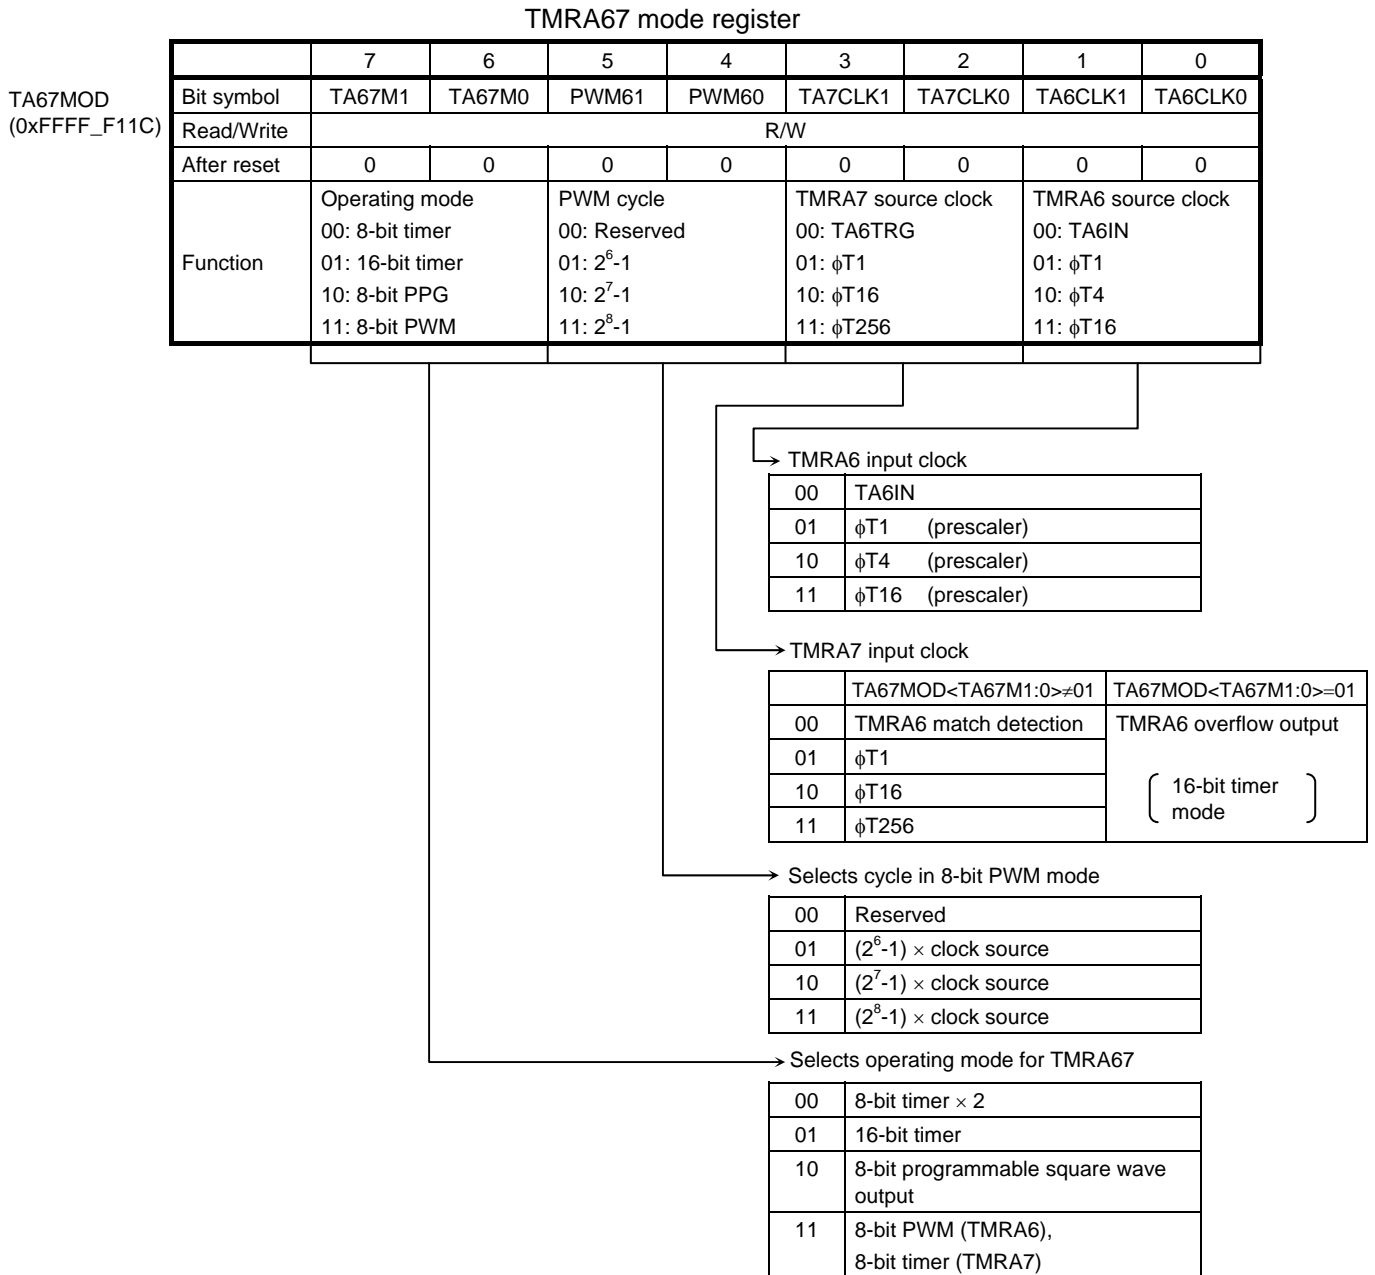 TMRA67 mode register
7 6 5 4 3 2 1 0
TA67MOD
(0xFFFF_F11C)
Bit symbol TA67M1 TA67M0 PWM61 PWM60 TA7CLK1 TA7CLK0 TA6CLK1 TA6CLK0
Read/Write R/W
After reset 0 0 0 0 0 0 0 0
Function
Operating mode
00: 8-bit timer
01: 16-bit timer
10: 8-bit PPG
11: 8-bit PWM
PWM cycle
00: Reserved
01: 2⁶-1
10: 2⁷-1
11: 2⁸-1
TMRA7 source clock
00: TA6TRG
01: ϕT1
10: ϕT16
11: ϕT256
TMRA6 source clock
00: TA6IN
01: ϕT1
10: ϕT4
11: ϕT16
TMRA6 input clock
00 TA6IN
01 ϕT1 (prescaler)
10 ϕT4 (prescaler)
11 ϕT16 (prescaler)
TMRA7 input clock
TA67MOD<TA67M1:0>≠01 TA67MOD<TA67M1:0>=01
00 TMRA6 match detection TMRA6 overflow output
01 ϕT1
10 ϕT16
11 ϕT256
16-bit timer
mode
Selects cycle in 8-bit PWM mode
00 Reserved
01 (2⁶-1) × clock source
10 (2⁷-1) × clock source
11 (2⁸-1) × clock source
Selects operating mode for TMRA67
00 8-bit timer × 2
01 16-bit timer
10 8-bit programmable square wave
output
11 8-bit PWM (TMRA6),
8-bit timer (TMRA7)